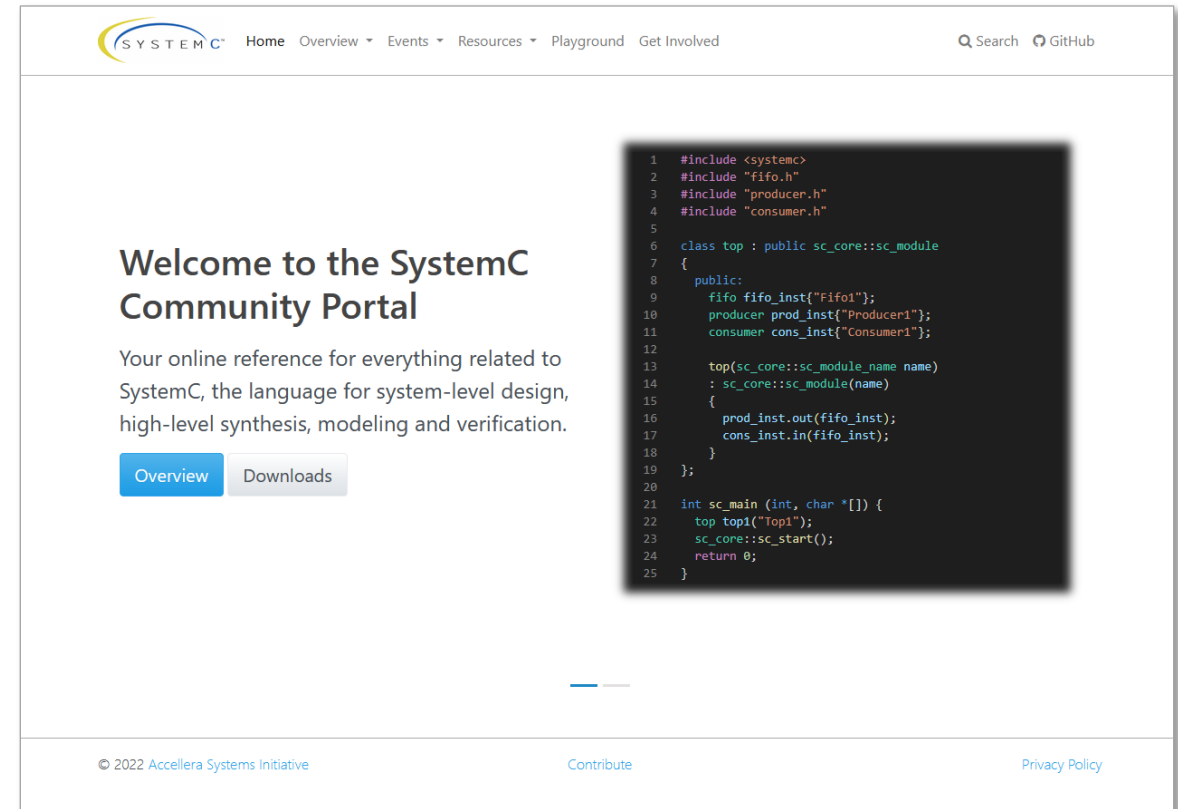 SYSTEMC™ Home Overview Events Resources Playground Get Involved Search GitHub
Welcome to the SystemC
Community Portal
Your online reference for everything related to
SystemC, the language for system-level design,
high-level synthesis, modeling and verification.
Overview Downloads
1 #include <systemc>
2 #include "fifo.h"
3 #include "producer.h"
4 #include "consumer.h"
5
6 class top : public sc_core::sc_module
7 {
8 public:
9 fifo fifo_inst{"Fifo1"};
10 producer prod_inst{"Producer1"};
11 consumer cons_inst{"Consumer1"};
12
13 top(sc_core::sc_module_name name)
14 : sc_core::sc_module(name)
15 {
16 prod_inst.out(fifo_inst);
17 cons_inst.in(fifo_inst);
18 }
19 };
20
21 int sc_main (int, char *[]) {
22 top top1("Top1");
23 sc_core::sc_start();
24 return 0;
25 }
© 2022 Accellera Systems Initiative Contribute Privacy Policy